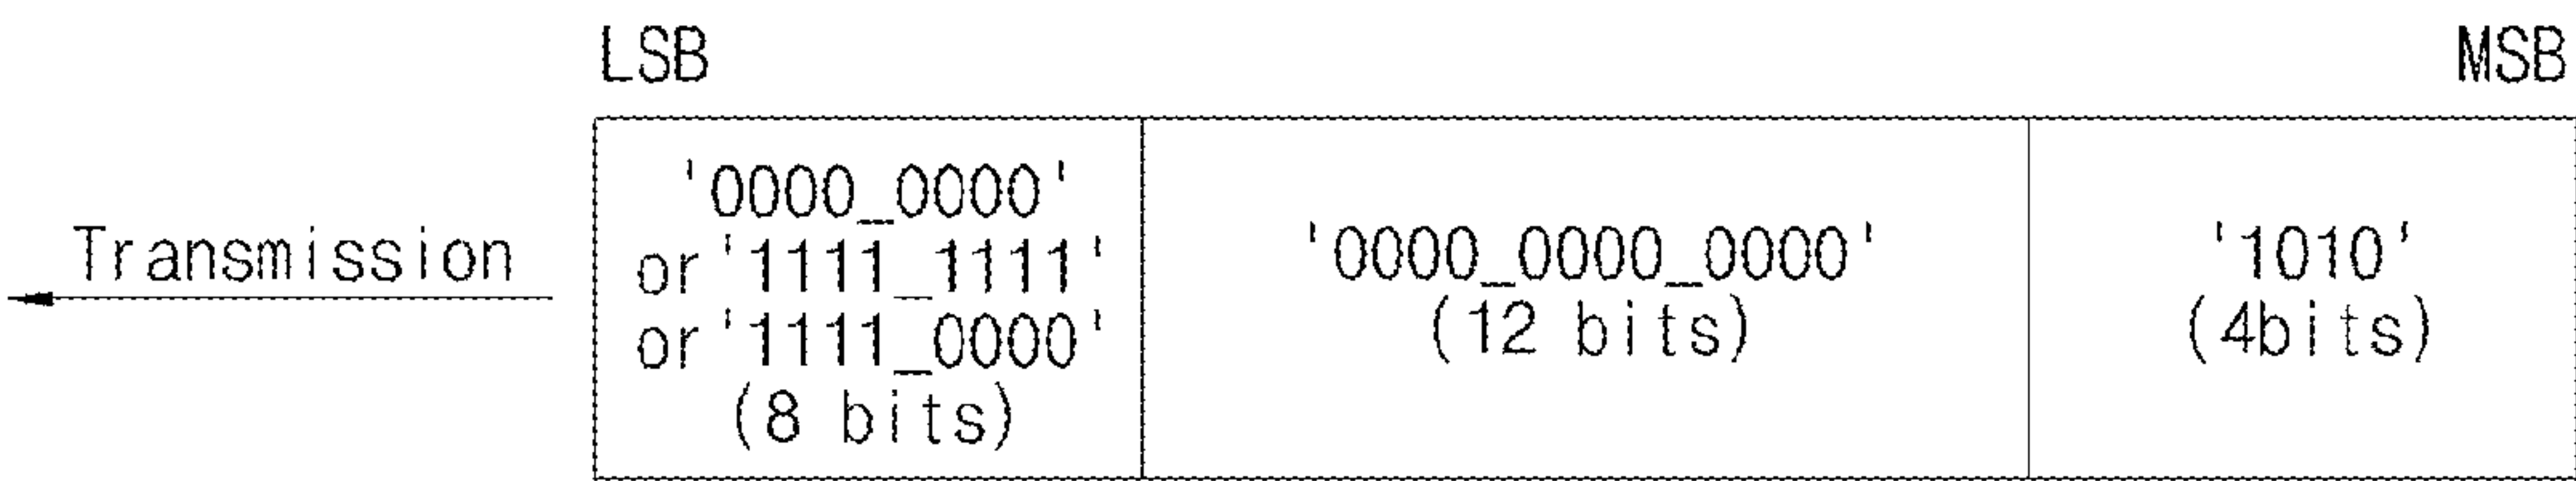 LSB MSB
Transmission
'0000_0000'
or '1111_1111'
or '1111_0000'
(8 bits)
'0000_0000_0000'
(12 bits)
'1010'
(4bits)